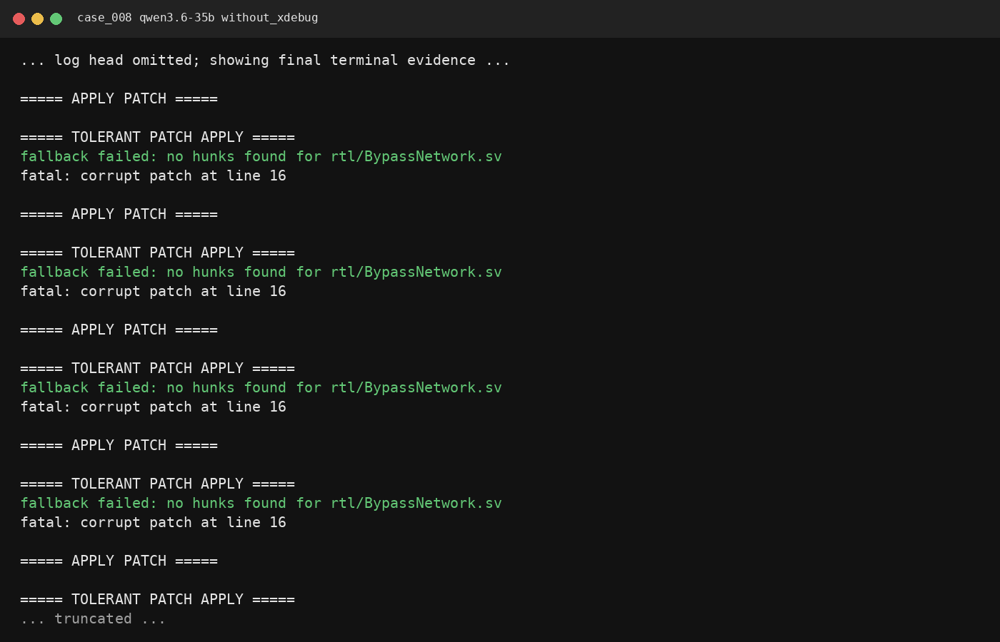 case_008 qwen3.6-35b without_xdebug
... log head omitted; showing final terminal evidence ...
===== APPLY PATCH =====
===== TOLERANT PATCH APPLY =====
fallback failed: no hunks found for rtl/BypassNetwork.sv
fatal: corrupt patch at line 16
===== APPLY PATCH =====
===== TOLERANT PATCH APPLY =====
fallback failed: no hunks found for rtl/BypassNetwork.sv
fatal: corrupt patch at line 16
===== APPLY PATCH =====
===== TOLERANT PATCH APPLY =====
fallback failed: no hunks found for rtl/BypassNetwork.sv
fatal: corrupt patch at line 16
===== APPLY PATCH =====
===== TOLERANT PATCH APPLY =====
fallback failed: no hunks found for rtl/BypassNetwork.sv
fatal: corrupt patch at line 16
===== APPLY PATCH =====
===== TOLERANT PATCH APPLY =====
... truncated ...